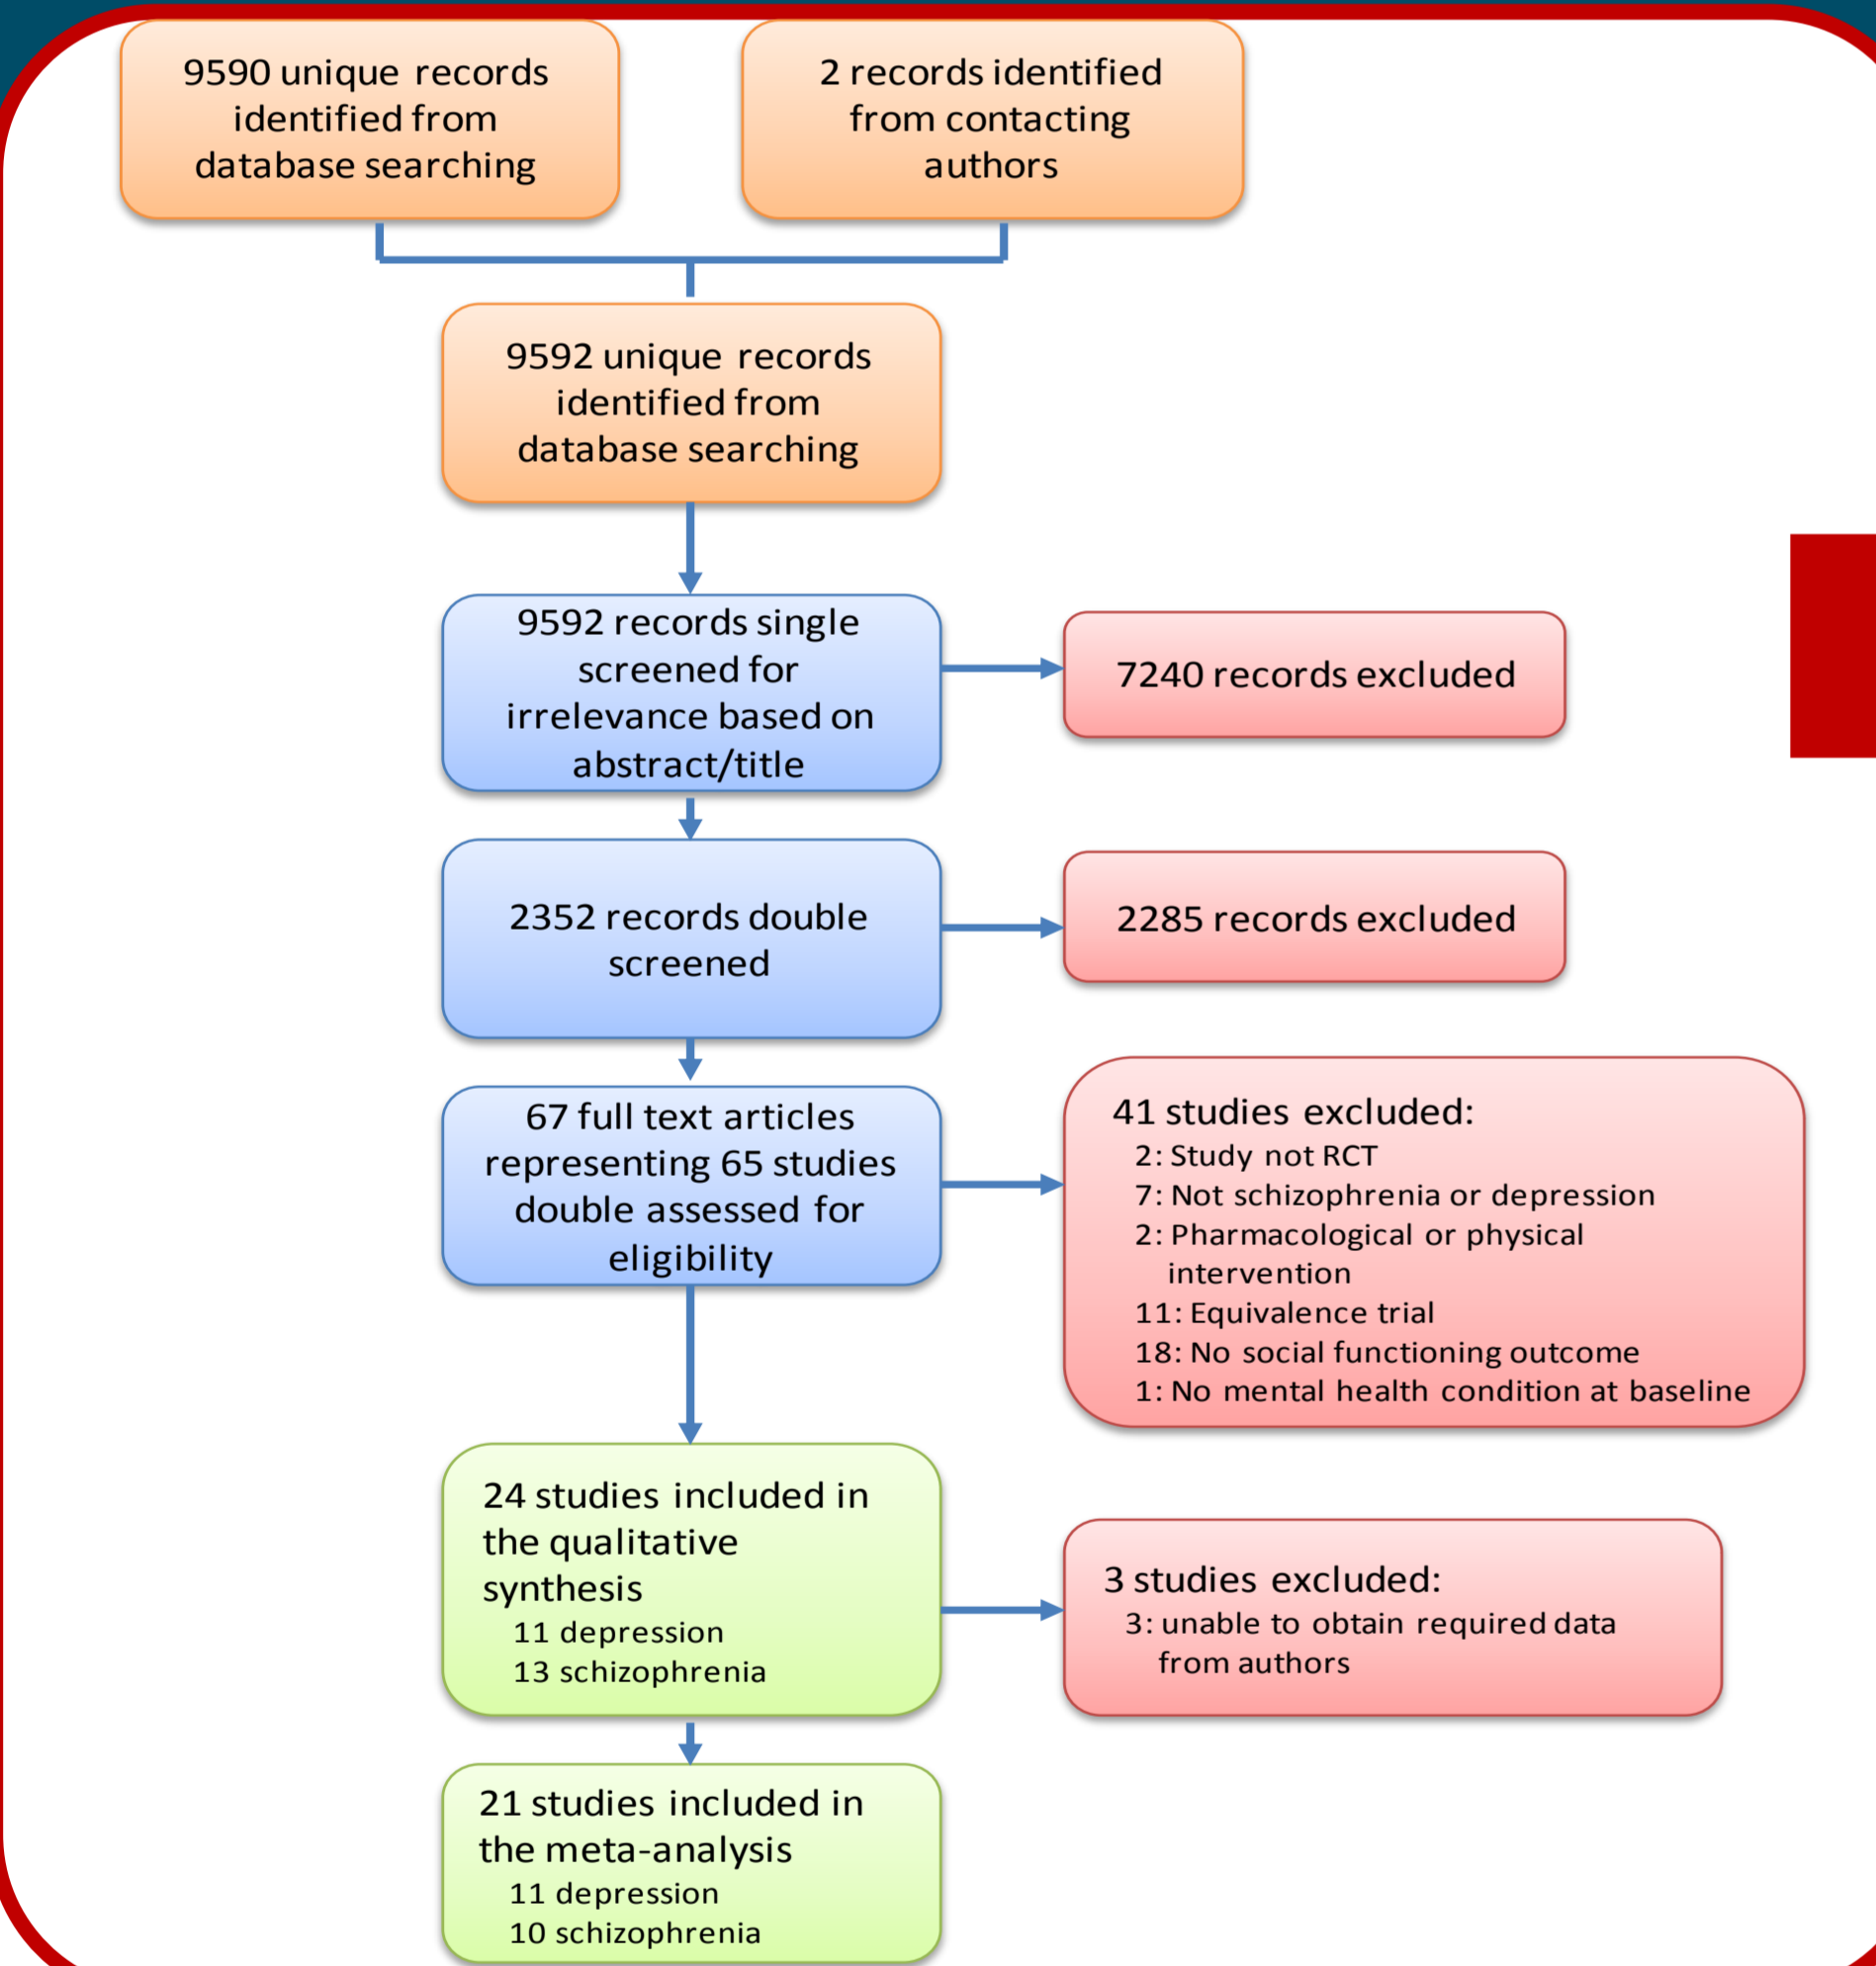 9590 unique records
identified from
database searching
2 records identified
from contacting
authors
9592 unique records
identified from
database searching
9592 records single
screened for
irrelevance based on
abstract/title
7240 records excluded
2352 records double
screened
2285 records excluded
67 full text articles
representing 65 studies
double assessed for
eligibility
41 studies excluded:
2: Study not RCT
7: Not schizophrenia or depression
2: Pharmacological or physical
intervention
11: Equivalence trial
18: No social functioning outcome
1: No mental health condition at baseline
24 studies included in
the qualitative
synthesis
11 depression
13 schizophrenia
3 studies excluded:
3: unable to obtain required data
from authors
21 studies included in
the meta-analysis
11 depression
10 schizophrenia